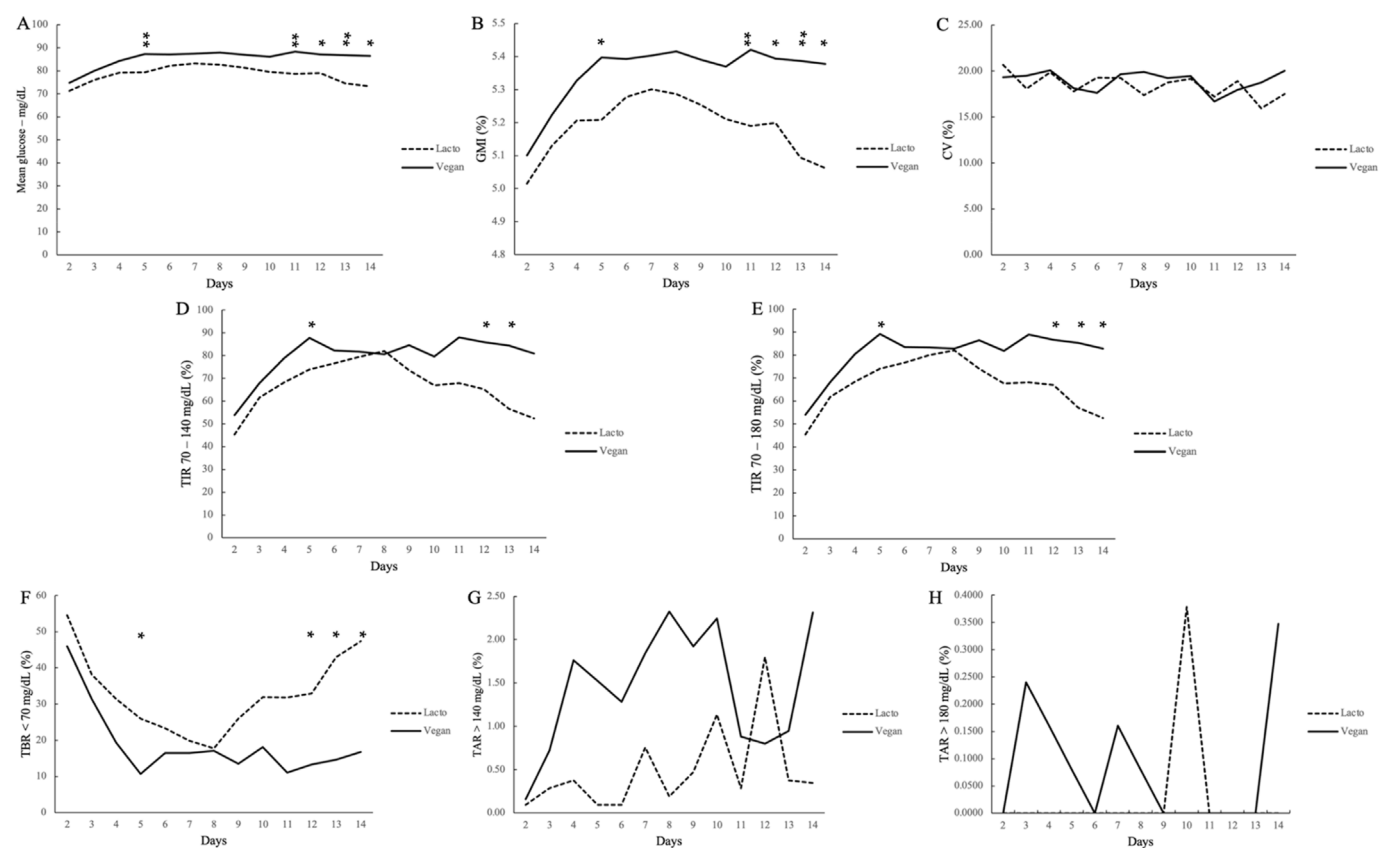 A
Mean glucose – mg/dL
100
90
80
70
60
50
40
30
20
10
0
** ** * ** *
2 3 4 5 6 7 8 9 10 11 12 13 14
Days
Lacto
Vegan
B
GMI (%)
5.5
5.4
5.3
5.2
5.1
5.0
4.9
4.8
* ** * ** *
2 3 4 5 6 7 8 9 10 11 12 13 14
Days
Lacto
Vegan
C
CV (%)
25.00
20.00
15.00
10.00
5.00
0.00
2 3 4 5 6 7 8 9 10 11 12 13 14
Days
Lacto
Vegan
D
TIR 70 – 140 mg/dL (%)
100
90
80
70
60
50
40
30
20
10
0
* * *
2 3 4 5 6 7 8 9 10 11 12 13 14
Days
Lacto
Vegan
E
TIR 70 – 180 mg/dL (%)
100
90
80
70
60
50
40
30
20
10
0
* * * *
2 3 4 5 6 7 8 9 10 11 12 13 14
Days
Lacto
Vegan
F
TBR < 70 mg/dL (%)
60
50
40
30
20
10
0
* * * *
2 3 4 5 6 7 8 9 10 11 12 13 14
Days
Lacto
Vegan
G
TAR > 140 mg/dL (%)
2.50
2.00
1.50
1.00
0.50
0.00
2 3 4 5 6 7 8 9 10 11 12 13 14
Days
Lacto
Vegan
H
TAR > 180 mg/dL (%)
0.4000
0.3500
0.3000
0.2500
0.2000
0.1500
0.1000
0.0500
0.0000
2 3 4 5 6 7 8 9 10 11 12 13 14
Days
Lacto
Vegan